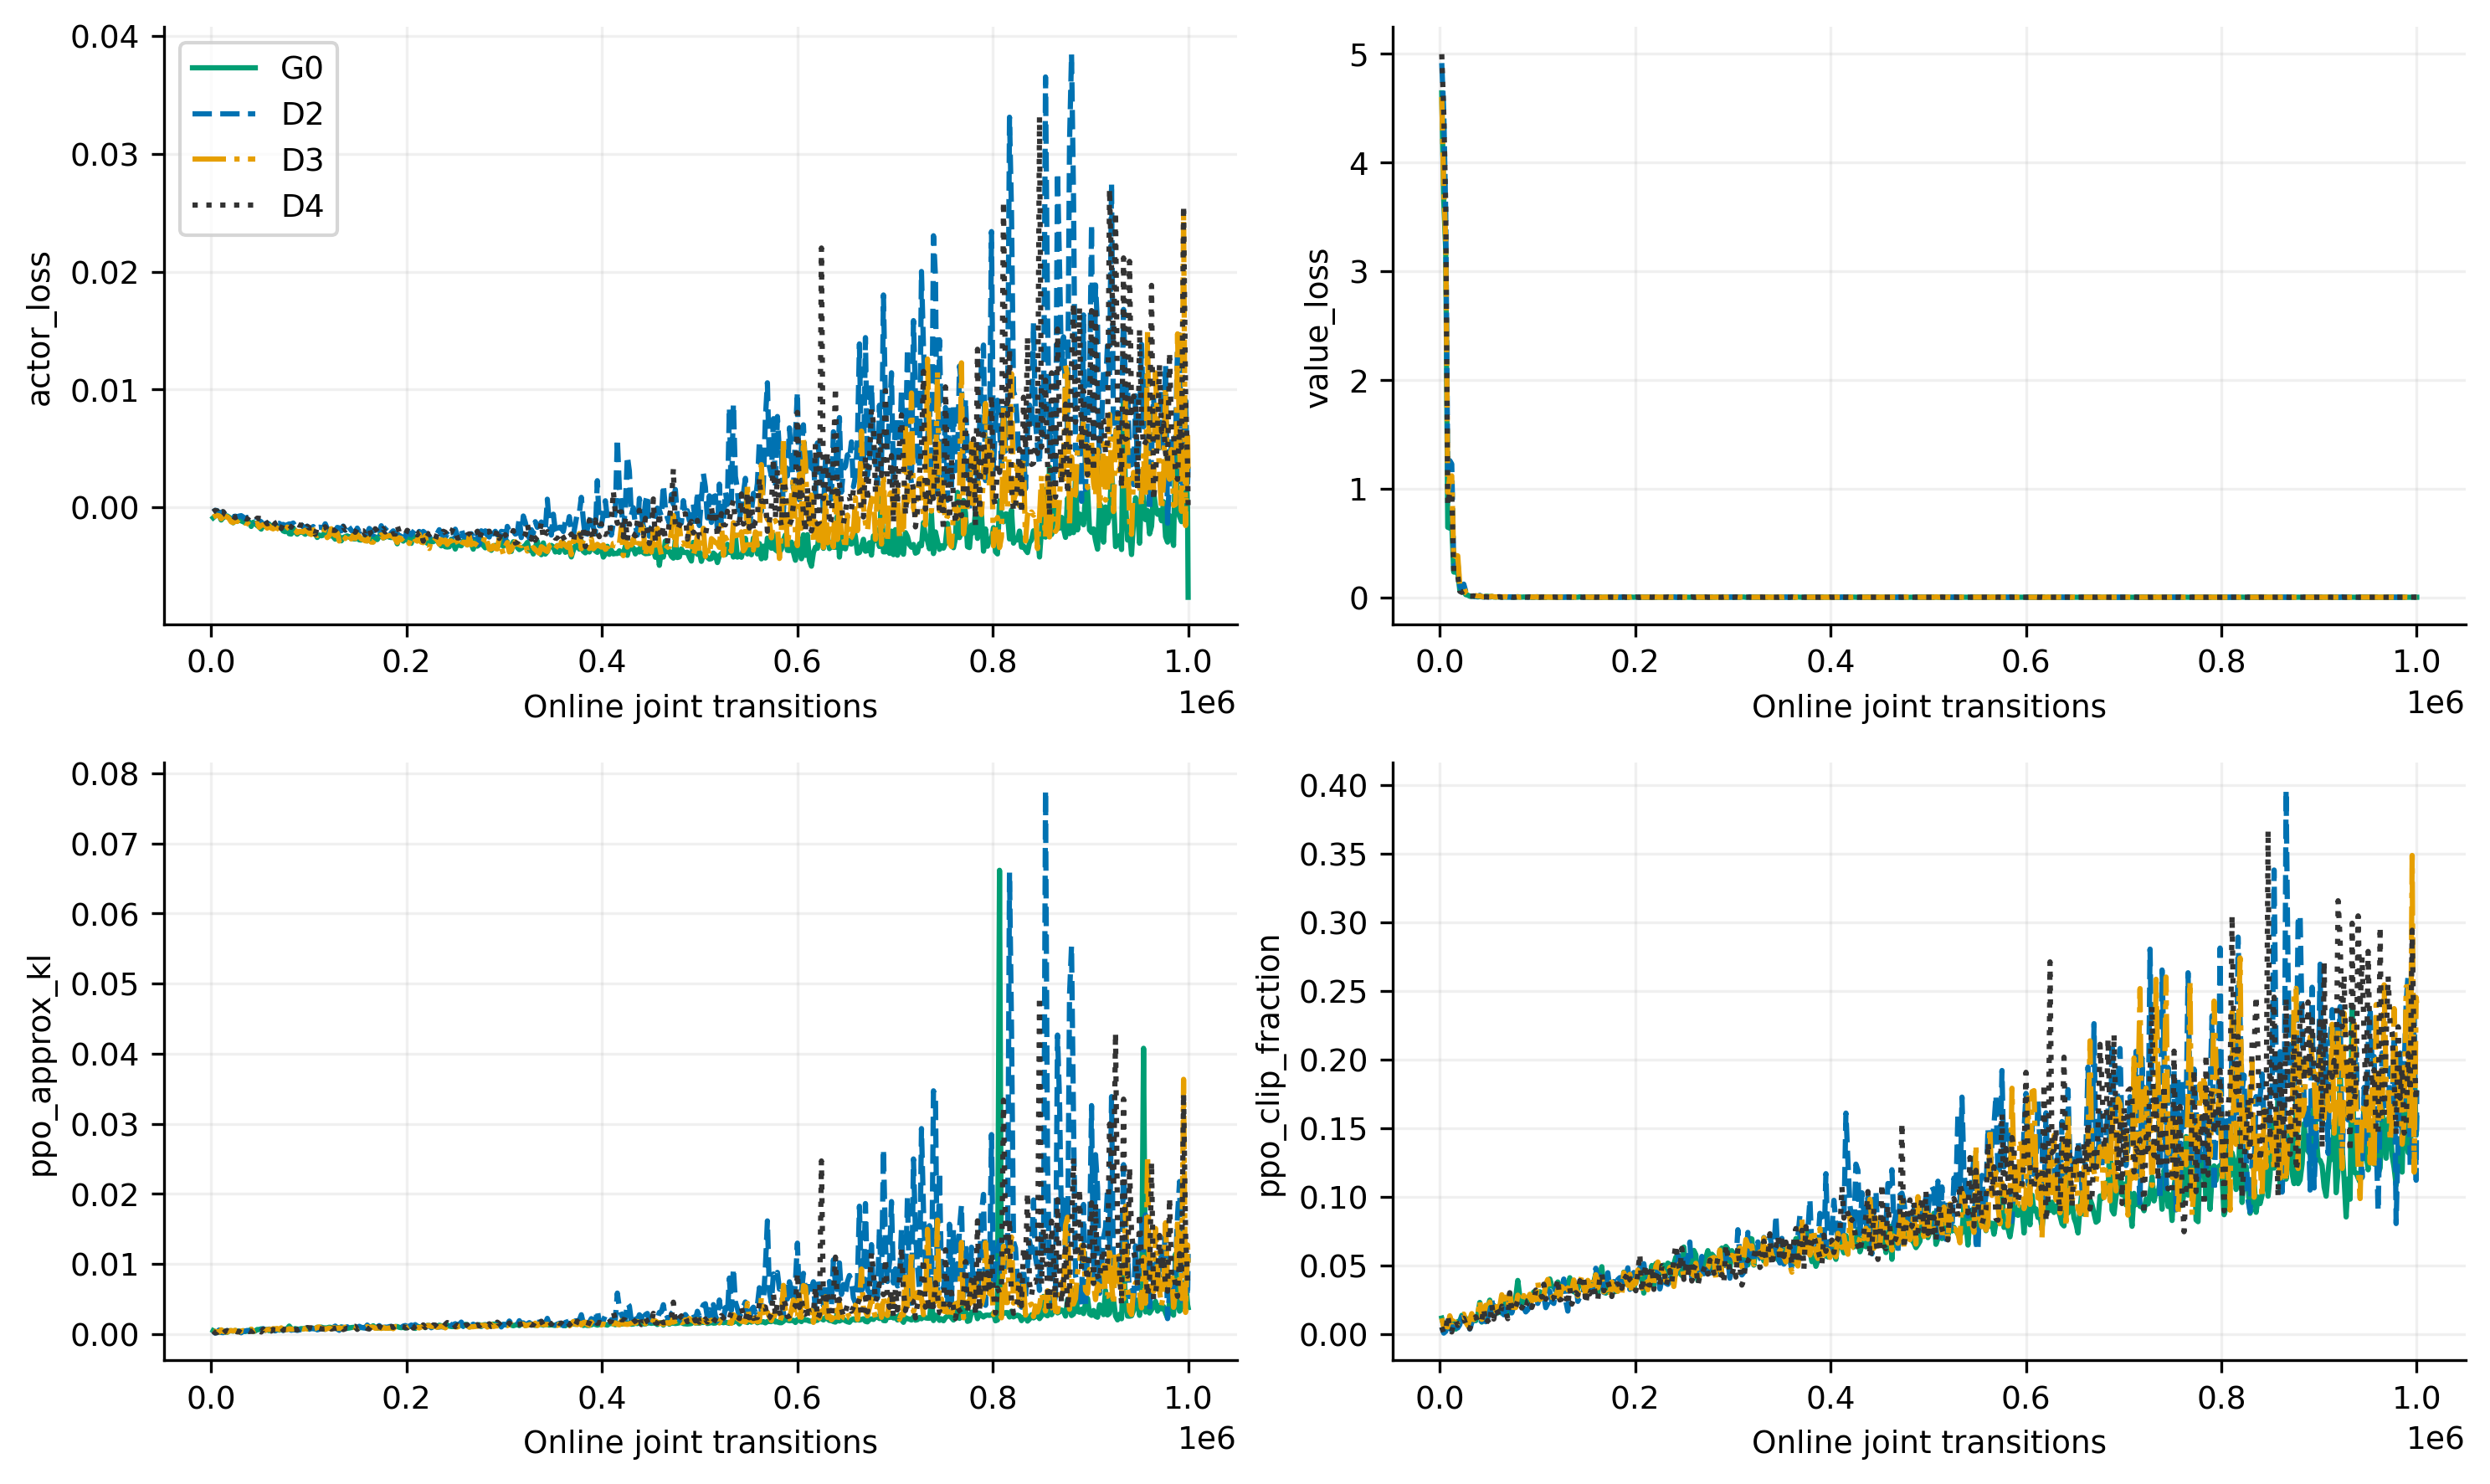 0.04
0.03
0.02
0.01
0.00
actor_loss
G0
D2
D3
D4
0.0 0.2 0.4 0.6 0.8 1.0
Online joint transitions
1e6
5
4
3
2
1
0
value_loss
0.0 0.2 0.4 0.6 0.8 1.0
Online joint transitions
1e6
0.08
0.07
0.06
0.05
0.04
0.03
0.02
0.01
0.00
ppo_approx_kl
0.0 0.2 0.4 0.6 0.8 1.0
Online joint transitions
1e6
0.40
0.35
0.30
0.25
0.20
0.15
0.10
0.05
0.00
ppo_clip_fraction
0.0 0.2 0.4 0.6 0.8 1.0
Online joint transitions
1e6